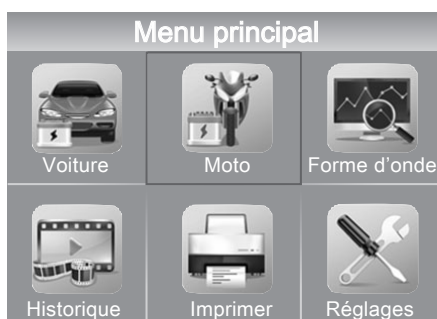 Menu principal
Voiture
Moto
Forme d'onde
Historique
Imprimer
Réglages